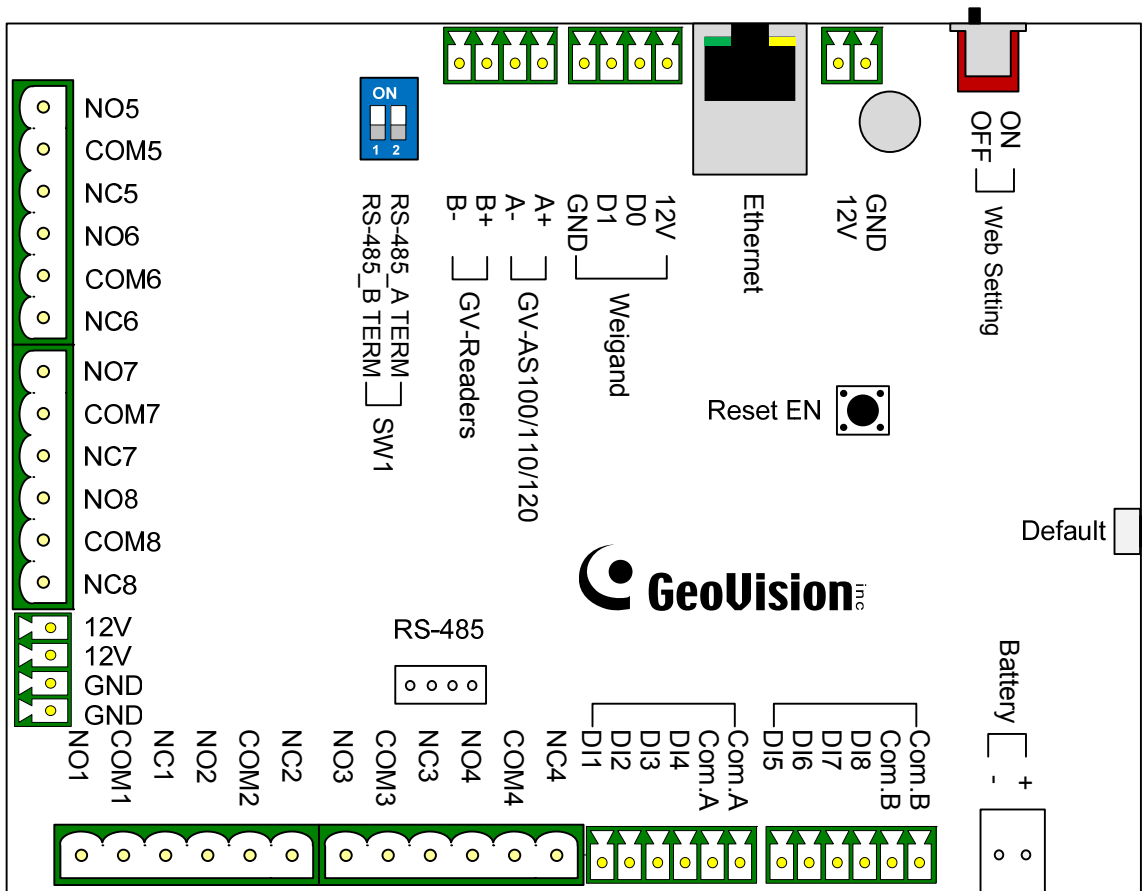 ON
1 2
NO5
COM5
NC5
NO6
COM6
NC6
NO7
COM7
NC7
NO8
COM8
NC8
12V
12V
GND
GND
RS-485_B TERM
RS-485_A TERM
SW1
B-
B+
GV-Readers
A-
A+
GV-AS100/110/120
GND
D1
D0
12V
Weigand
Ethernet
12V
GND
OFF
ON
Web Setting
Reset EN
Default
GeoVision inc
RS-485
Battery
-
+
NO1
COM1
NC1
NO2
COM2
NC2
NO3
COM3
NC3
NO4
COM4
NC4
DI1
DI2
DI3
DI4
Com.A
Com.A
DI5
DI6
DI7
DI8
Com.B
Com.B